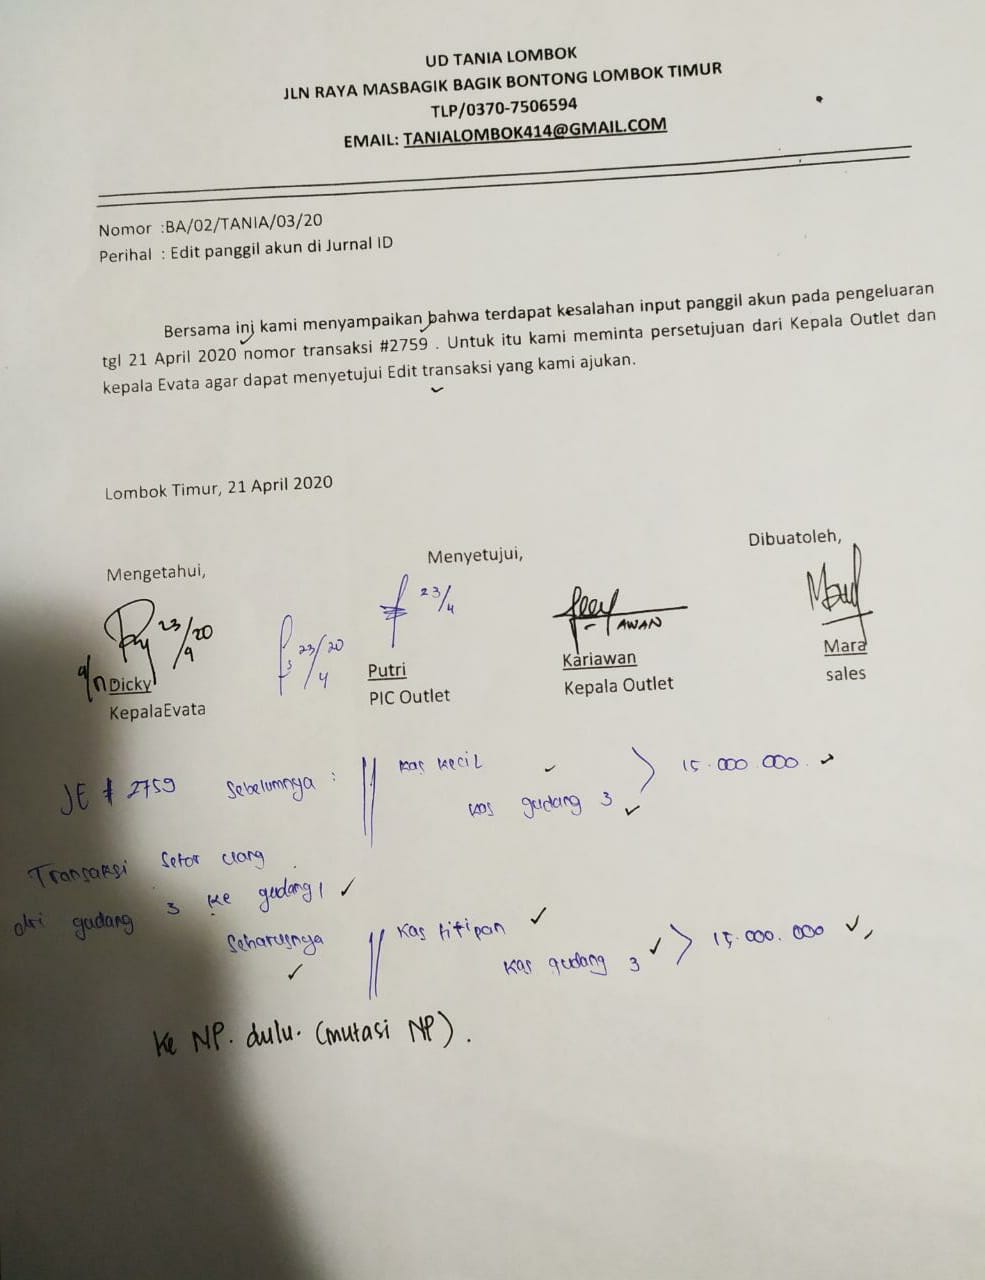 UD TANIA LOMBOK
JLN RAYA MASBAGIK BAGIK BONTONG LOMBOK TIMUR
TLP/0370-7506594
EMAIL: TANIALOMBOK414@GMAIL.COM
Nomor :BA/02/TANIA/03/20
Perihal : Edit panggil akun di Jurnal ID
Bersama ini kami menyampaikan bahwa terdapat kesalahan input panggil akun pada pengeluaran
tgl 21 April 2020 nomor transaksi #2759 . Untuk itu kami meminta persetujuan dari Kepala Outlet dan
kepala Evata agar dapat menyetujui Edit transaksi yang kami ajukan.
Lombok Timur, 21 April 2020
Mengetahui, Menyetujui, Dibuatoleh,
23/4 23/20/4 AWAN
Dicky Putri Kariawan Mara
KepalaEvata PIC Outlet Kepala Outlet sales
JE # 2759 Sebelumnya : Kas kecil 15.000.000
kas gudang 3
Transaksi Setor uang
dri gudang 3 ke gudang 1
Seharusnya Kas titipan 15.000.000
Kas gudang 3
Ke NP. dulu. (mutasi NP).